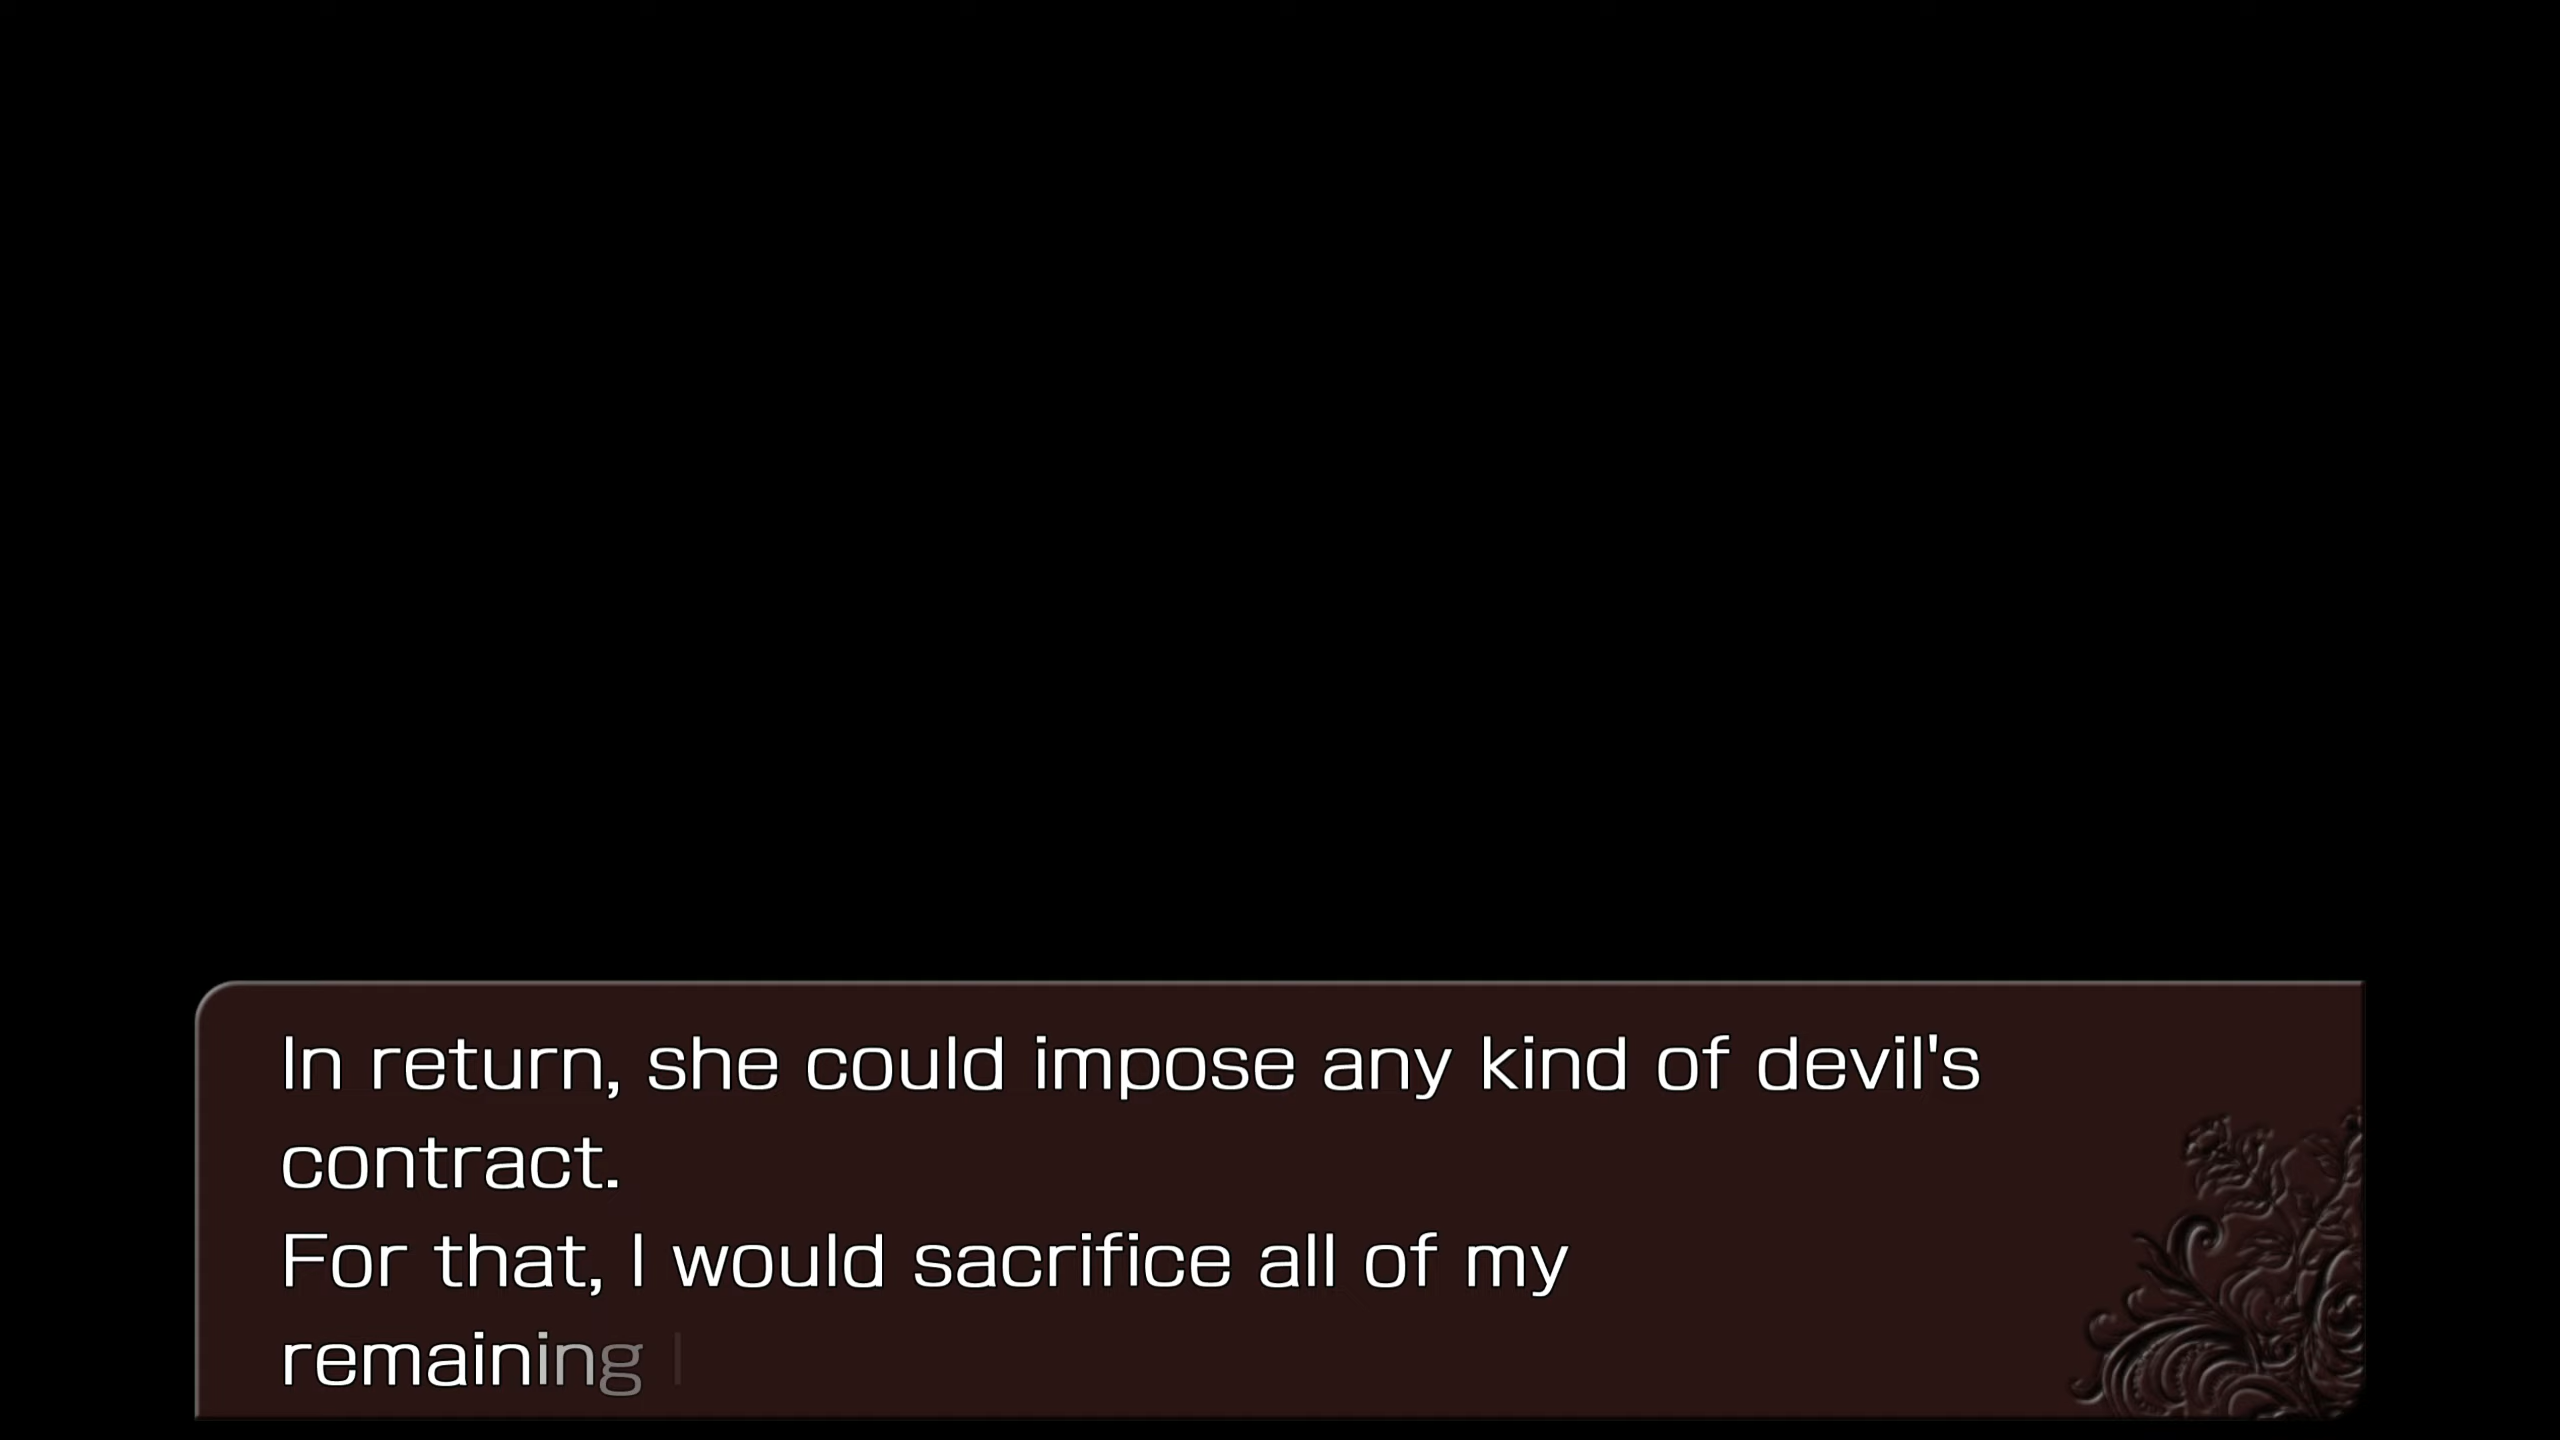 In return, she could impose any kind of devil's
contract.
For that, I would sacrifice all of my
remaining